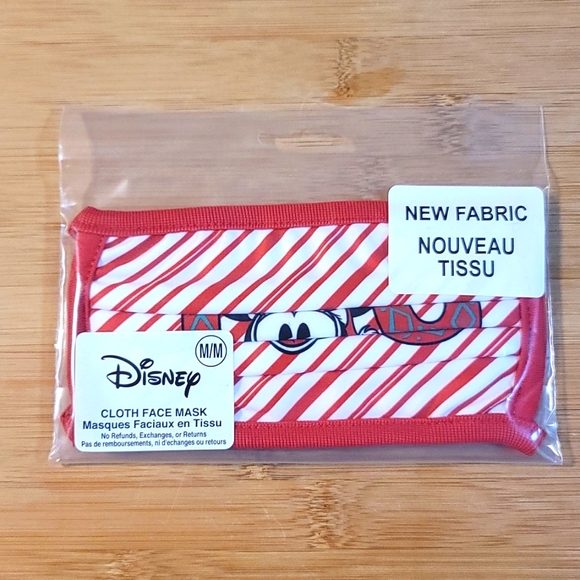 NEW FABRIC
NOUVEAU
TISSU
M/M
Disney
CLOTH FACE MASK
Masques Faciaux en Tissu
No Refunds, Exchanges, or Returns
Pas de remboursements, ni d'echanges ou retours